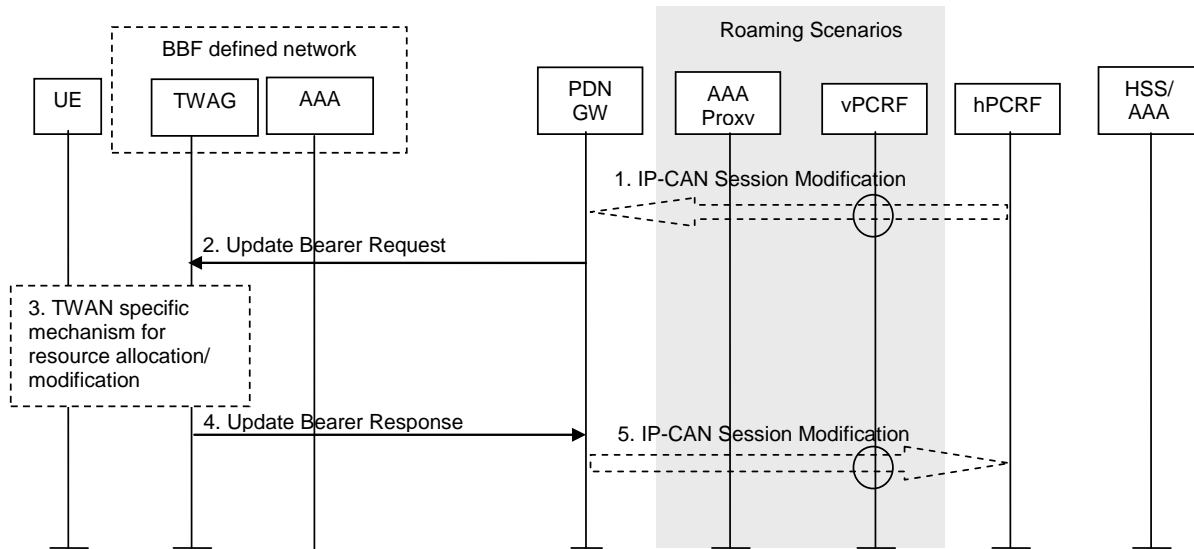 Roaming Scenarios
BBF defined network
UE
TWAG
AAA
PDN
GW
AAA
Proxv
vPCRF
hPCRF
HSS/
AAA
1. IP-CAN Session Modification
2. Update Bearer Request
3. TWAN specific
mechanism for
resource allocation/
modification
4. Update Bearer Response
5. IP-CAN Session Modification